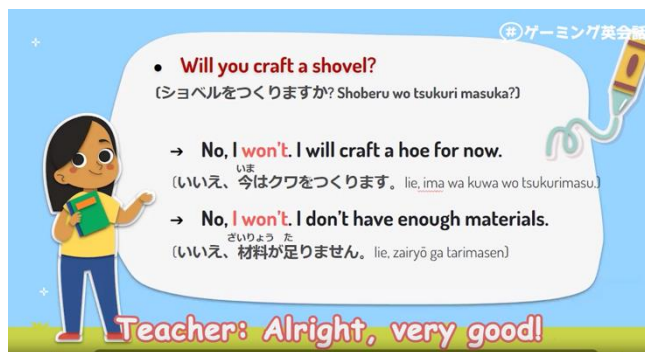 #ゲーミング英会話
• Will you craft a shovel?
(ショベルをつくりますか? Shoberu wo tsukuri masuka?)
→ No, I won't. I will craft a hoe for now.
いま
(いいえ、今はクワをつくります。Iie, ima wa kuwa wo tsukurimasu.)
→ No, I won't. I don't have enough materials.
ざいりょう た
(いいえ、材料が足りません。Iie, zairyō ga tarimasen)
Teacher: Alright, very good!